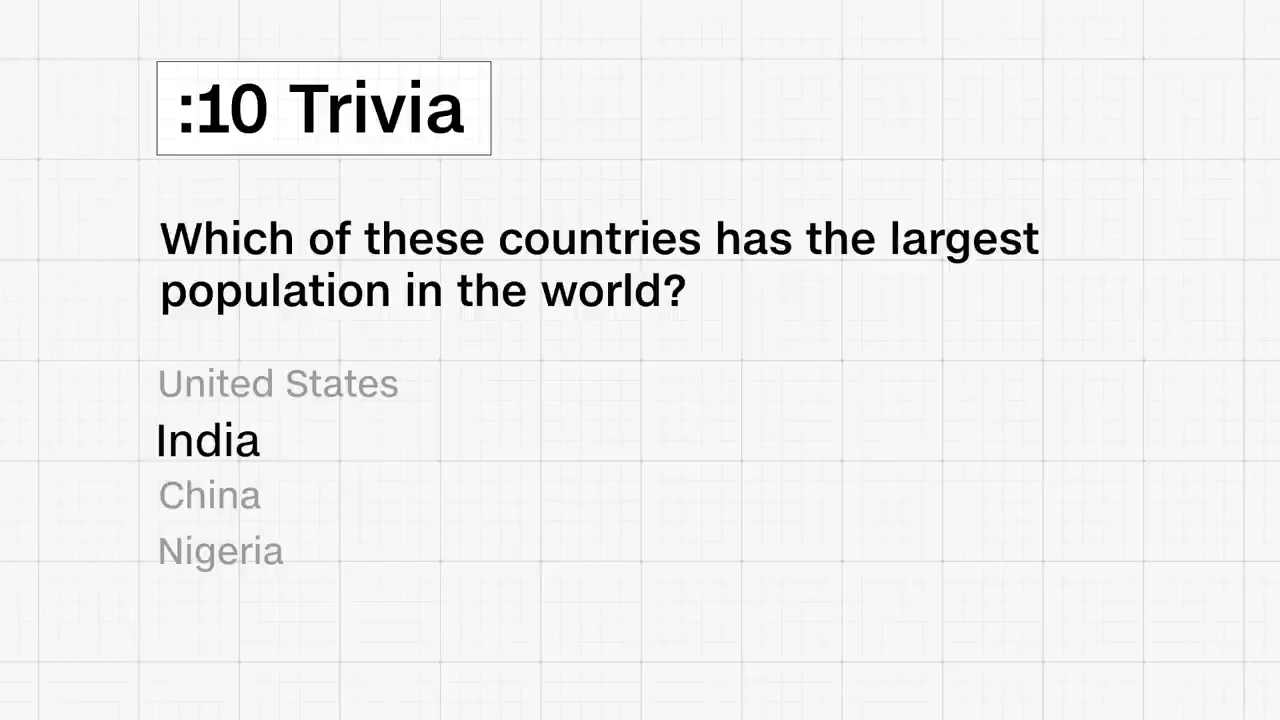 :10 Trivia
Which of these countries has the largest
population in the world?
United States
India
China
Nigeria